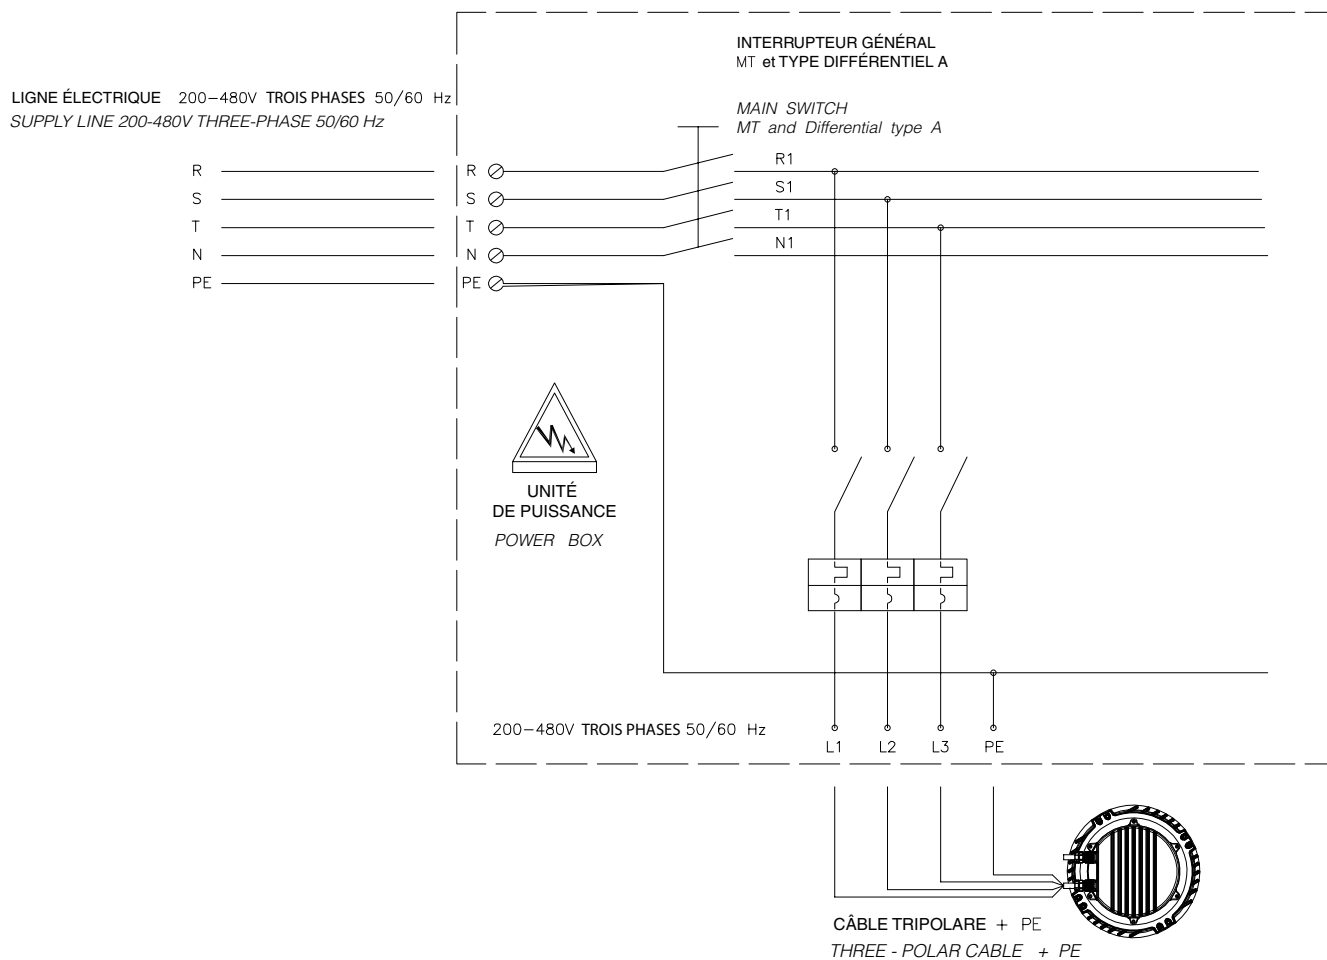 INTERRUPTEUR GÉNÉRAL
MT et TYPE DIFFÉRENTIEL A
LIGNE ÉLECTRIQUE 200-480V TROIS PHASES 50/60 Hz
SUPPLY LINE 200-480V THREE-PHASE 50/60 Hz
MAIN SWITCH
MT and Differential type A
R R R1
S S S1
T T T1
N N N1
PE PE
UNITÉ
DE PUISSANCE
POWER BOX
200-480V TROIS PHASES 50/60 Hz
L1 L2 L3 PE
CÂBLE TRIPOLARE + PE
THREE - POLAR CABLE + PE